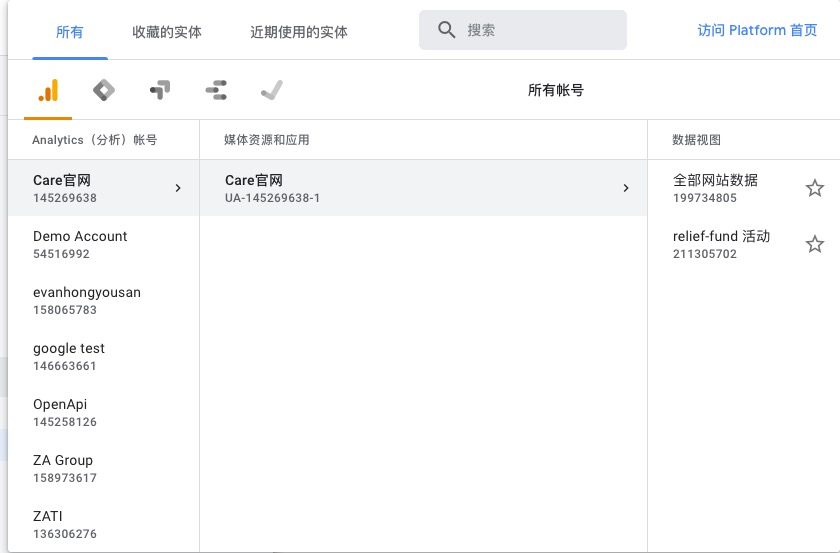 所有
收藏的实体
近期使用的实体
搜索
访问 Platform 首页
所有帐号
Analytics（分析）帐号
媒体资源和应用
数据视图
Care官网
145269638
Care官网
UA-145269638-1
全部网站数据
199734805
Demo Account
54516992
relief-fund 活动
211305702
evanhongyousan
158065783
google test
146663661
OpenApi
145258126
ZA Group
158973617
ZATI
136306276